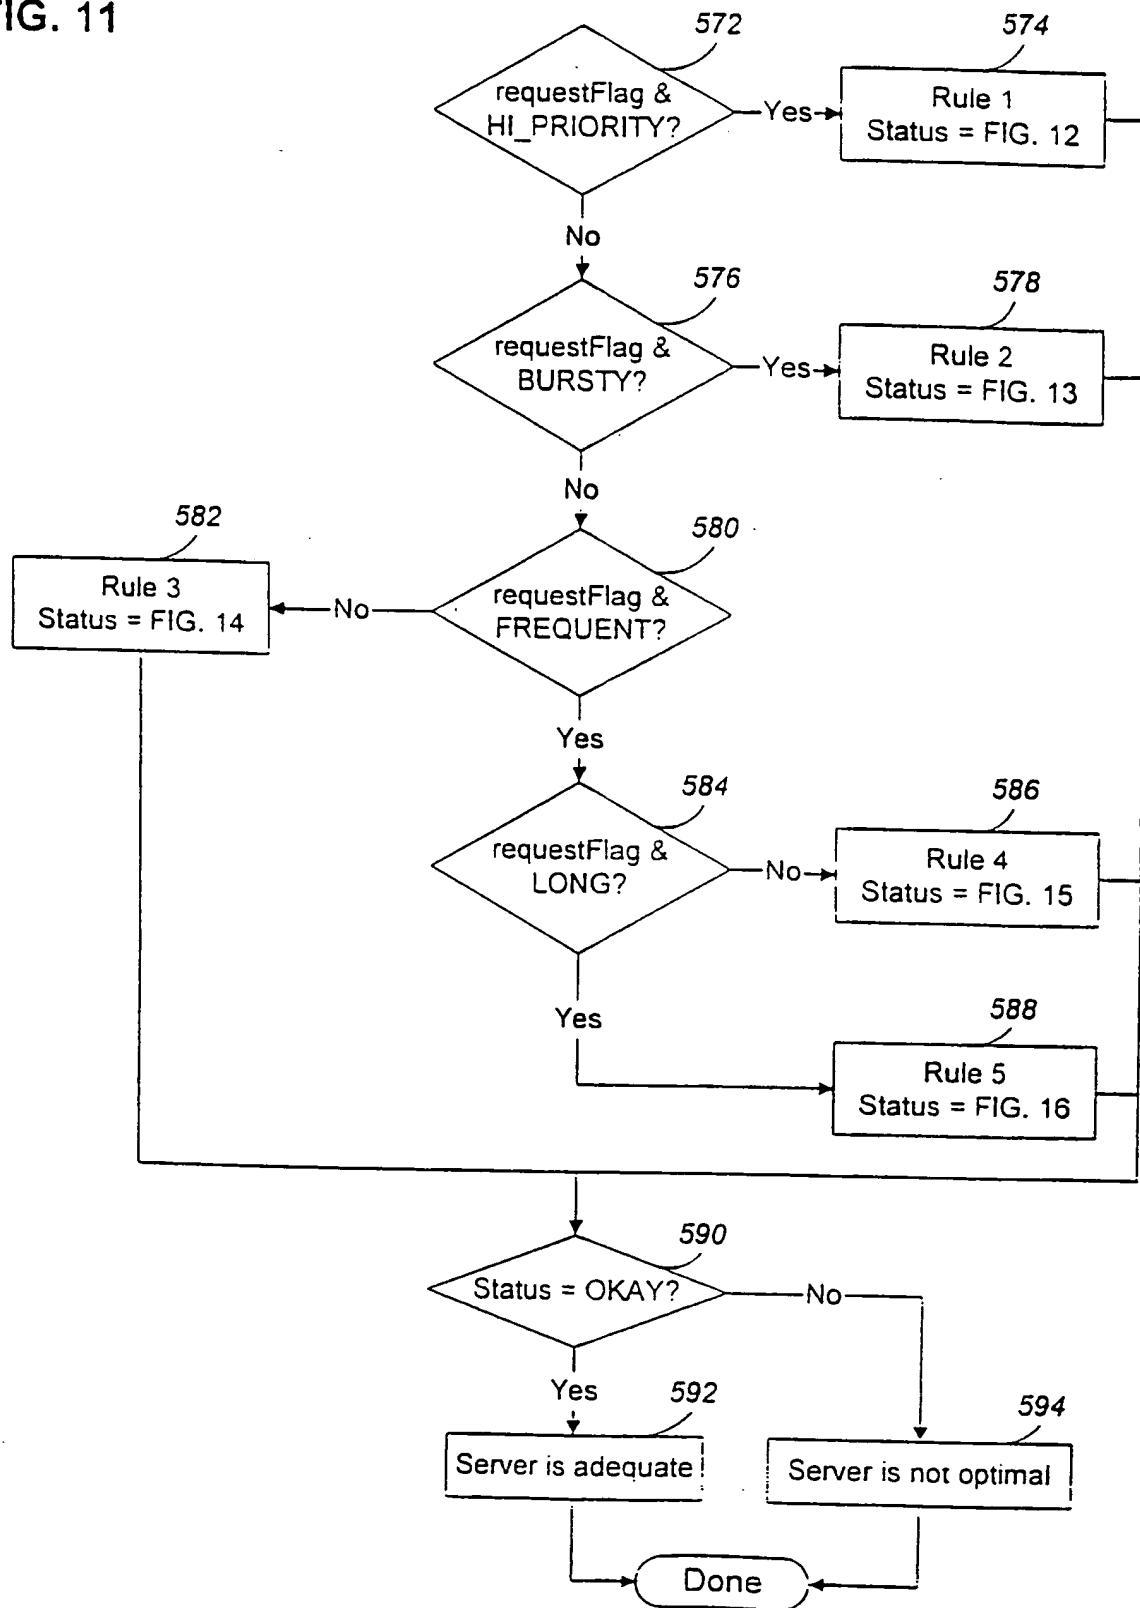 FIG. 11
572
574
requestFlag &
HI_PRIORITY?
Yes
Rule 1
Status = FIG. 12
No
576
578
requestFlag &
BURSTY?
Yes
Rule 2
Status = FIG. 13
No
582
580
Rule 3
Status = FIG. 14
No
requestFlag &
FREQUENT?
Yes
584
586
requestFlag &
LONG?
No
Rule 4
Status = FIG. 15
Yes
588
Rule 5
Status = FIG. 16
590
Status = OKAY?
No
Yes
592
594
Server is adequate
Server is not optimal
Done